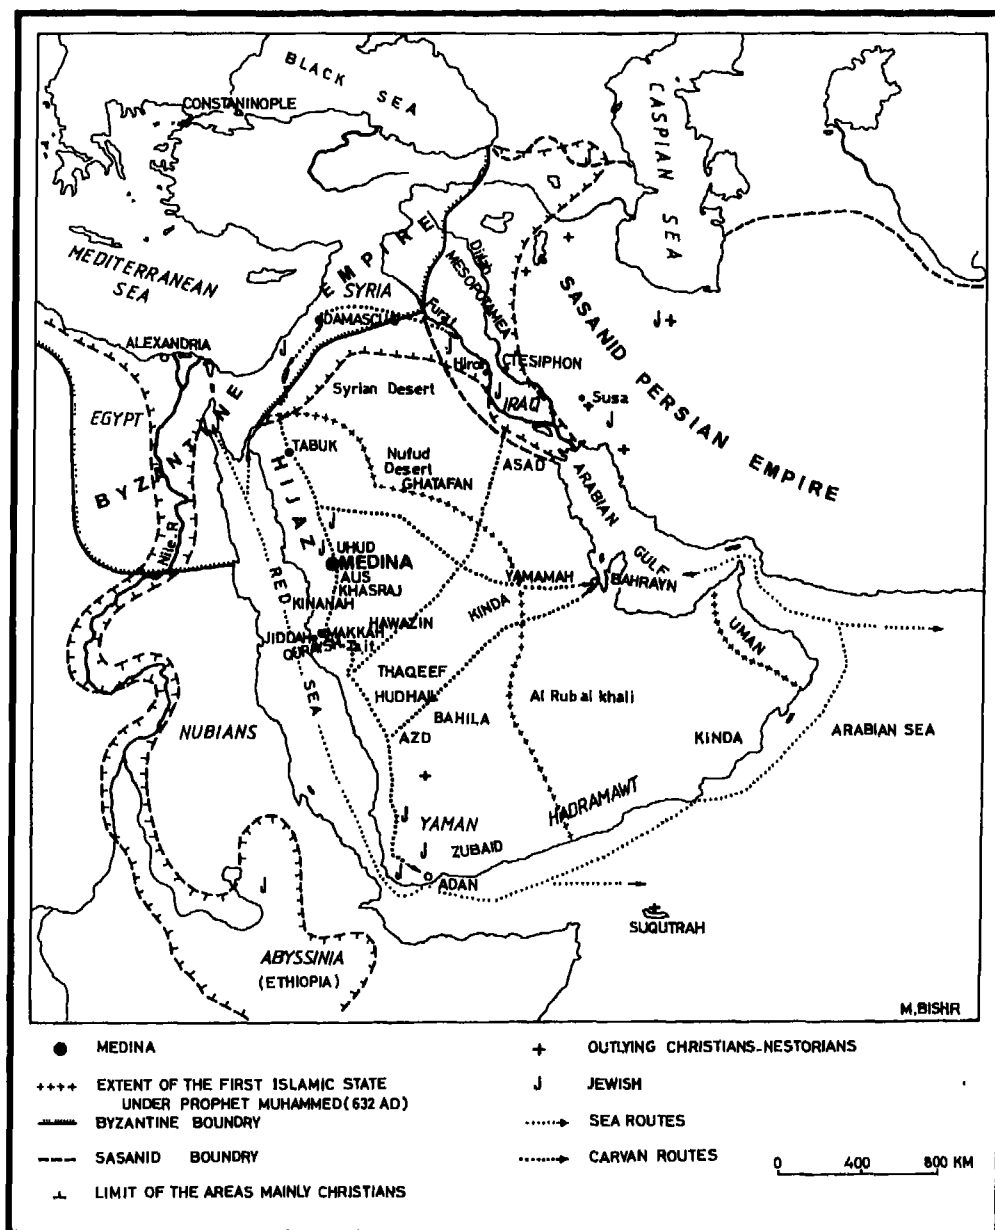 BLACK SEA
CONSTANINOPLE
CASPIAN SEA
MEDITERRANEAN
SEA
BYZANTINE EMPIRE
SYRIA
DAMASCUS
Dijlah
MESOPOTAMEA
Furat
SASANID PERSIAN EMPIRE
ALEXANDRIA
Hira
CTESIPHON
J
J
J
J
Susa
IRAQ
Syrian Desert
EGYPT
TABUK
HIJAZ
Nufud
Desert
GHATAFAN
ASAD
ARABIAN GULF
Nile.R
J
J
J
UHUD
MEDINA
AUS
KHASRAJ
KINANAH
YAMAMAH
BAHRAYN
KINDA
HAWAZIN
JIDDAH
MAKKAH
QURAISH
RED SEA
UMAN
THAQEEF
HUDHAIL
BAHILA
Al Rub al khali
AZD
NUBIANS
KINDA
ARABIAN SEA
HADRAMAWT
J
YAMAN
J
ZUBAID
J
J
ADAN
SUQUTRAH
ABYSSINIA
(ETHIOPIA)
M.BISHR
MEDINA
EXTENT OF THE FIRST ISLAMIC STATE
UNDER PROPHET MUHAMMED (632 AD)
BYZANTINE BOUNDRY
SASANID BOUNDRY
LIMIT OF THE AREAS MAINLY CHRISTIANS
OUTLYING CHRISTIANS-NESTORIANS
J JEWISH
SEA ROUTES
CARVAN ROUTES
0 400 800 KM